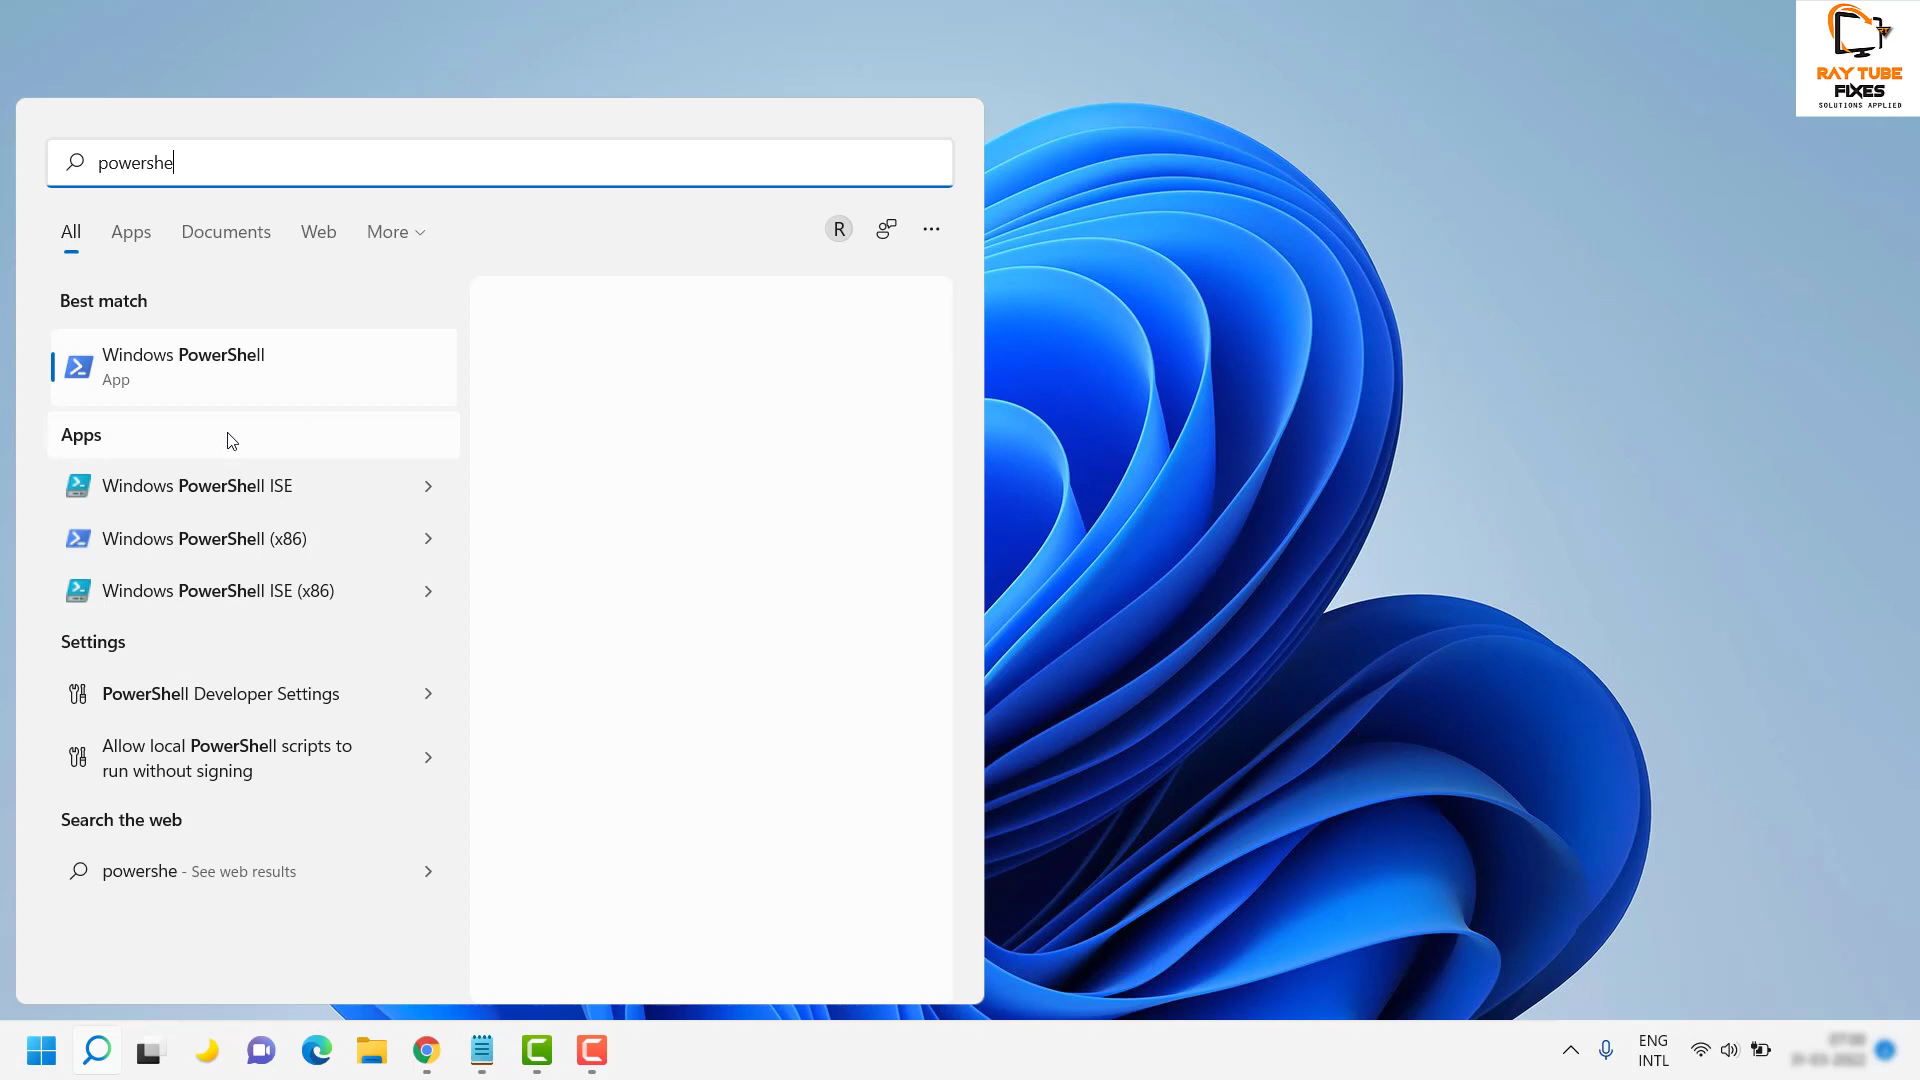 RAY TUBE
FIXES
SOLUTIONS APPLIED
powershe
All Apps Documents Web More
R
Best match
Windows PowerShell
App
Apps
Windows PowerShell ISE
Windows PowerShell (x86)
Windows PowerShell ISE (x86)
Settings
PowerShell Developer Settings
Allow local PowerShell scripts to
run without signing
Search the web
powershe - See web results
ENG
INTL